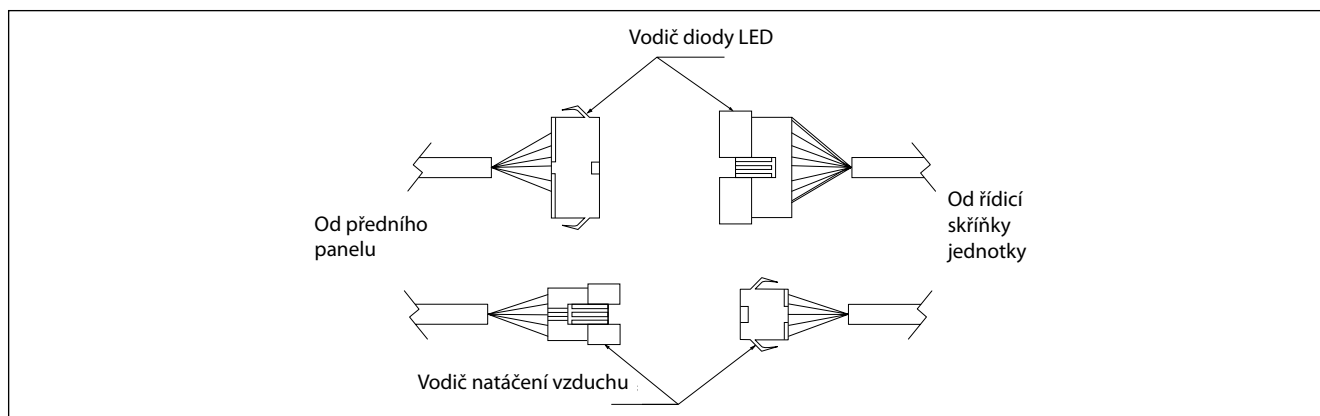 Vodič diody LED
Od předního
panelu
Od řídicí
skříňky
jednotky
Vodič natáčení vzduchu